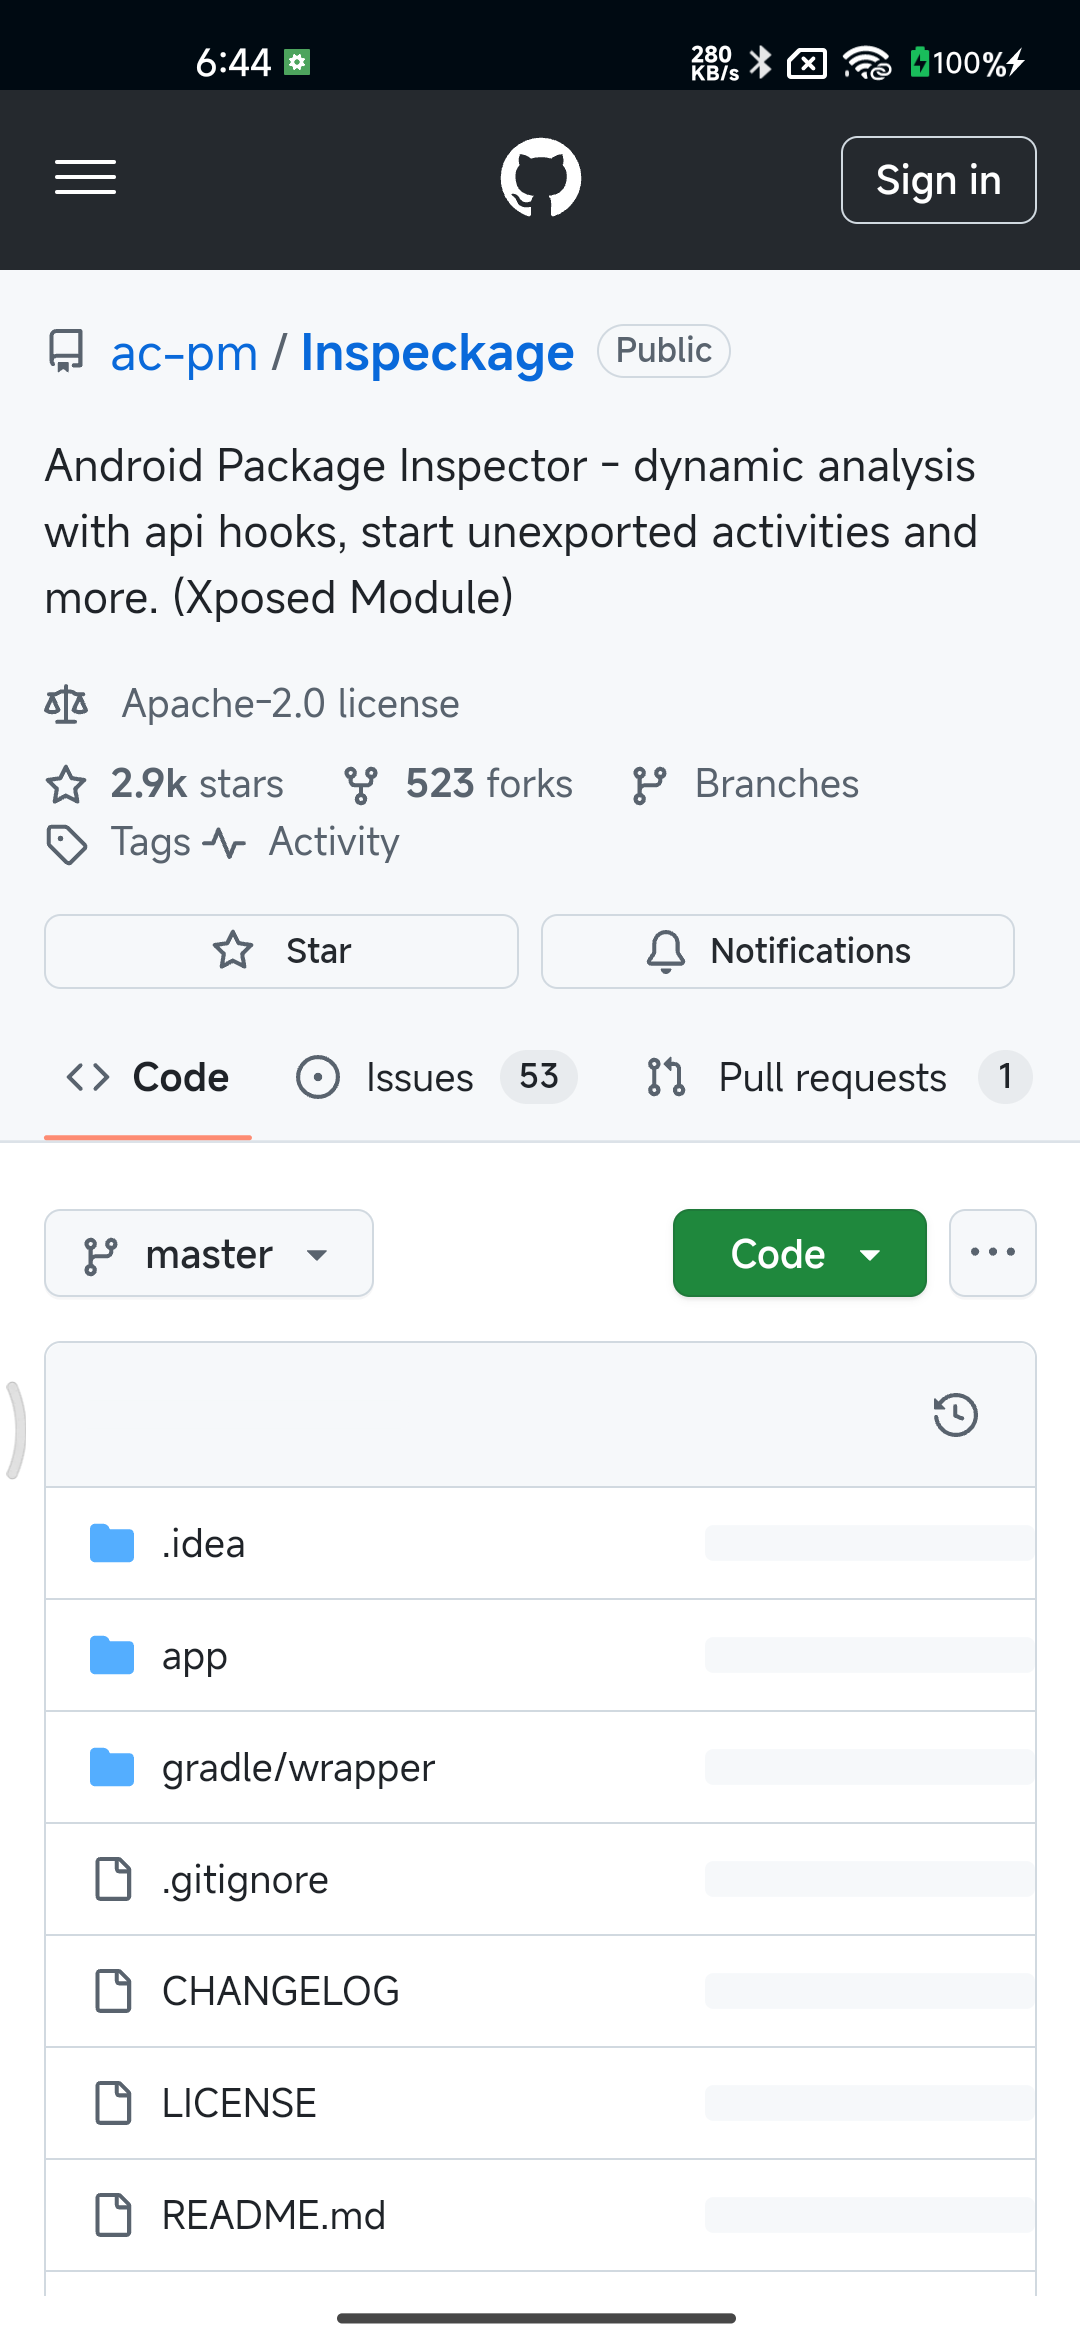 6:44
280 KB/s
100%
Sign in
ac-pm / Inspeckage Public
Android Package Inspector - dynamic analysis
with api hooks, start unexported activities and
more. (Xposed Module)
Apache-2.0 license
2.9k stars 523 forks Branches
Tags Activity
Star Notifications
Code Issues 53 Pull requests 1
master Code
.idea
app
gradle/wrapper
.gitignore
CHANGELOG
LICENSE
README.md